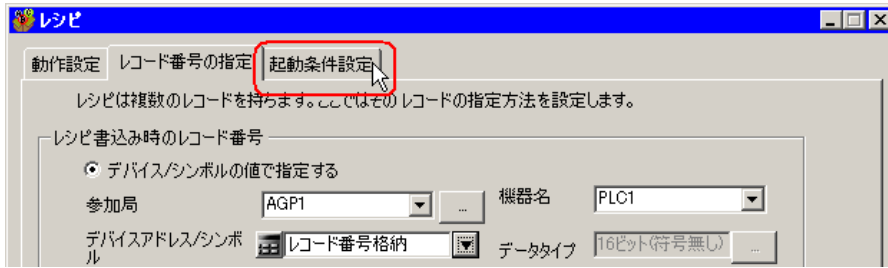 レシピ
動作設定 レコード番号の指定 起動条件設定
レシピは複数のレコードを持ちます。ここではそのレコードの指定方法を設定します。
レシピ書込み時のレコード番号
デバイス/シンボルの値で指定する
参加局 AGP1 ... 機器名 PLC1
デバイスアドレス/シンボル レコード番号格納 データタイプ 16ビット(符号無し) ...